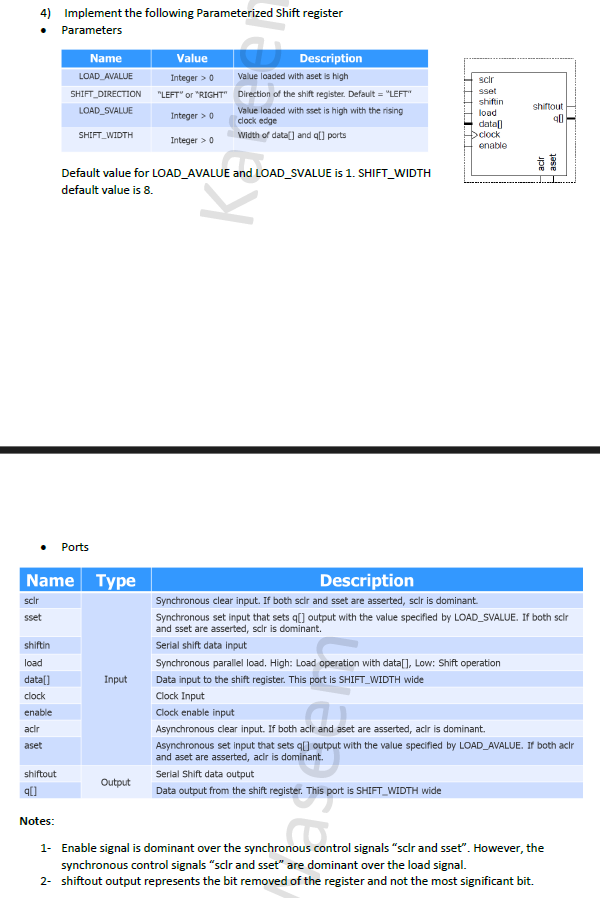 4) Implement the following Parameterized Shift register
• Parameters
Name Value Description
LOAD_AVALUE Integer > 0 Value loaded with aset is high
SHIFT_DIRECTION "LEFT" or "RIGHT" Direction of the shift register. Default = "LEFT"
LOAD_SVALUE Integer > 0 Value loaded with sset is high with the rising
clock edge
SHIFT_WIDTH Integer > 0 Width of data[] and q[] ports
sclr
sset
shiftin
load
data[]
clock
enable
shiftout
q[]
aclr
aset
Default value for LOAD_AVALUE and LOAD_SVALUE is 1. SHIFT_WIDTH
default value is 8.
Kareem
• Ports
Name Type Description
sclr Synchronous clear input. If both sclr and sset are asserted, sclr is dominant.
sset Synchronous set input that sets q[] output with the value specified by LOAD_SVALUE. If both sclr
and sset are asserted, sclr is dominant.
shiftin Serial shift data input
load Synchronous parallel load. High: Load operation with data[], Low: Shift operation
data[] Input Data input to the shift register. This port is SHIFT_WIDTH wide
clock Clock Input
enable Clock enable input
aclr Asynchronous clear input. If both aclr and aset are asserted, aclr is dominant.
aset Asynchronous set input that sets q[] output with the value specified by LOAD_AVALUE. If both aclr
and aset are asserted, aclr is dominant.
shiftout Output Serial Shift data output
q[] Data output from the shift register. This port is SHIFT_WIDTH wide
Waseem
Notes:
1- Enable signal is dominant over the synchronous control signals “sclr and sset”. However, the
synchronous control signals “sclr and sset” are dominant over the load signal.
2- shiftout output represents the bit removed of the register and not the most significant bit.